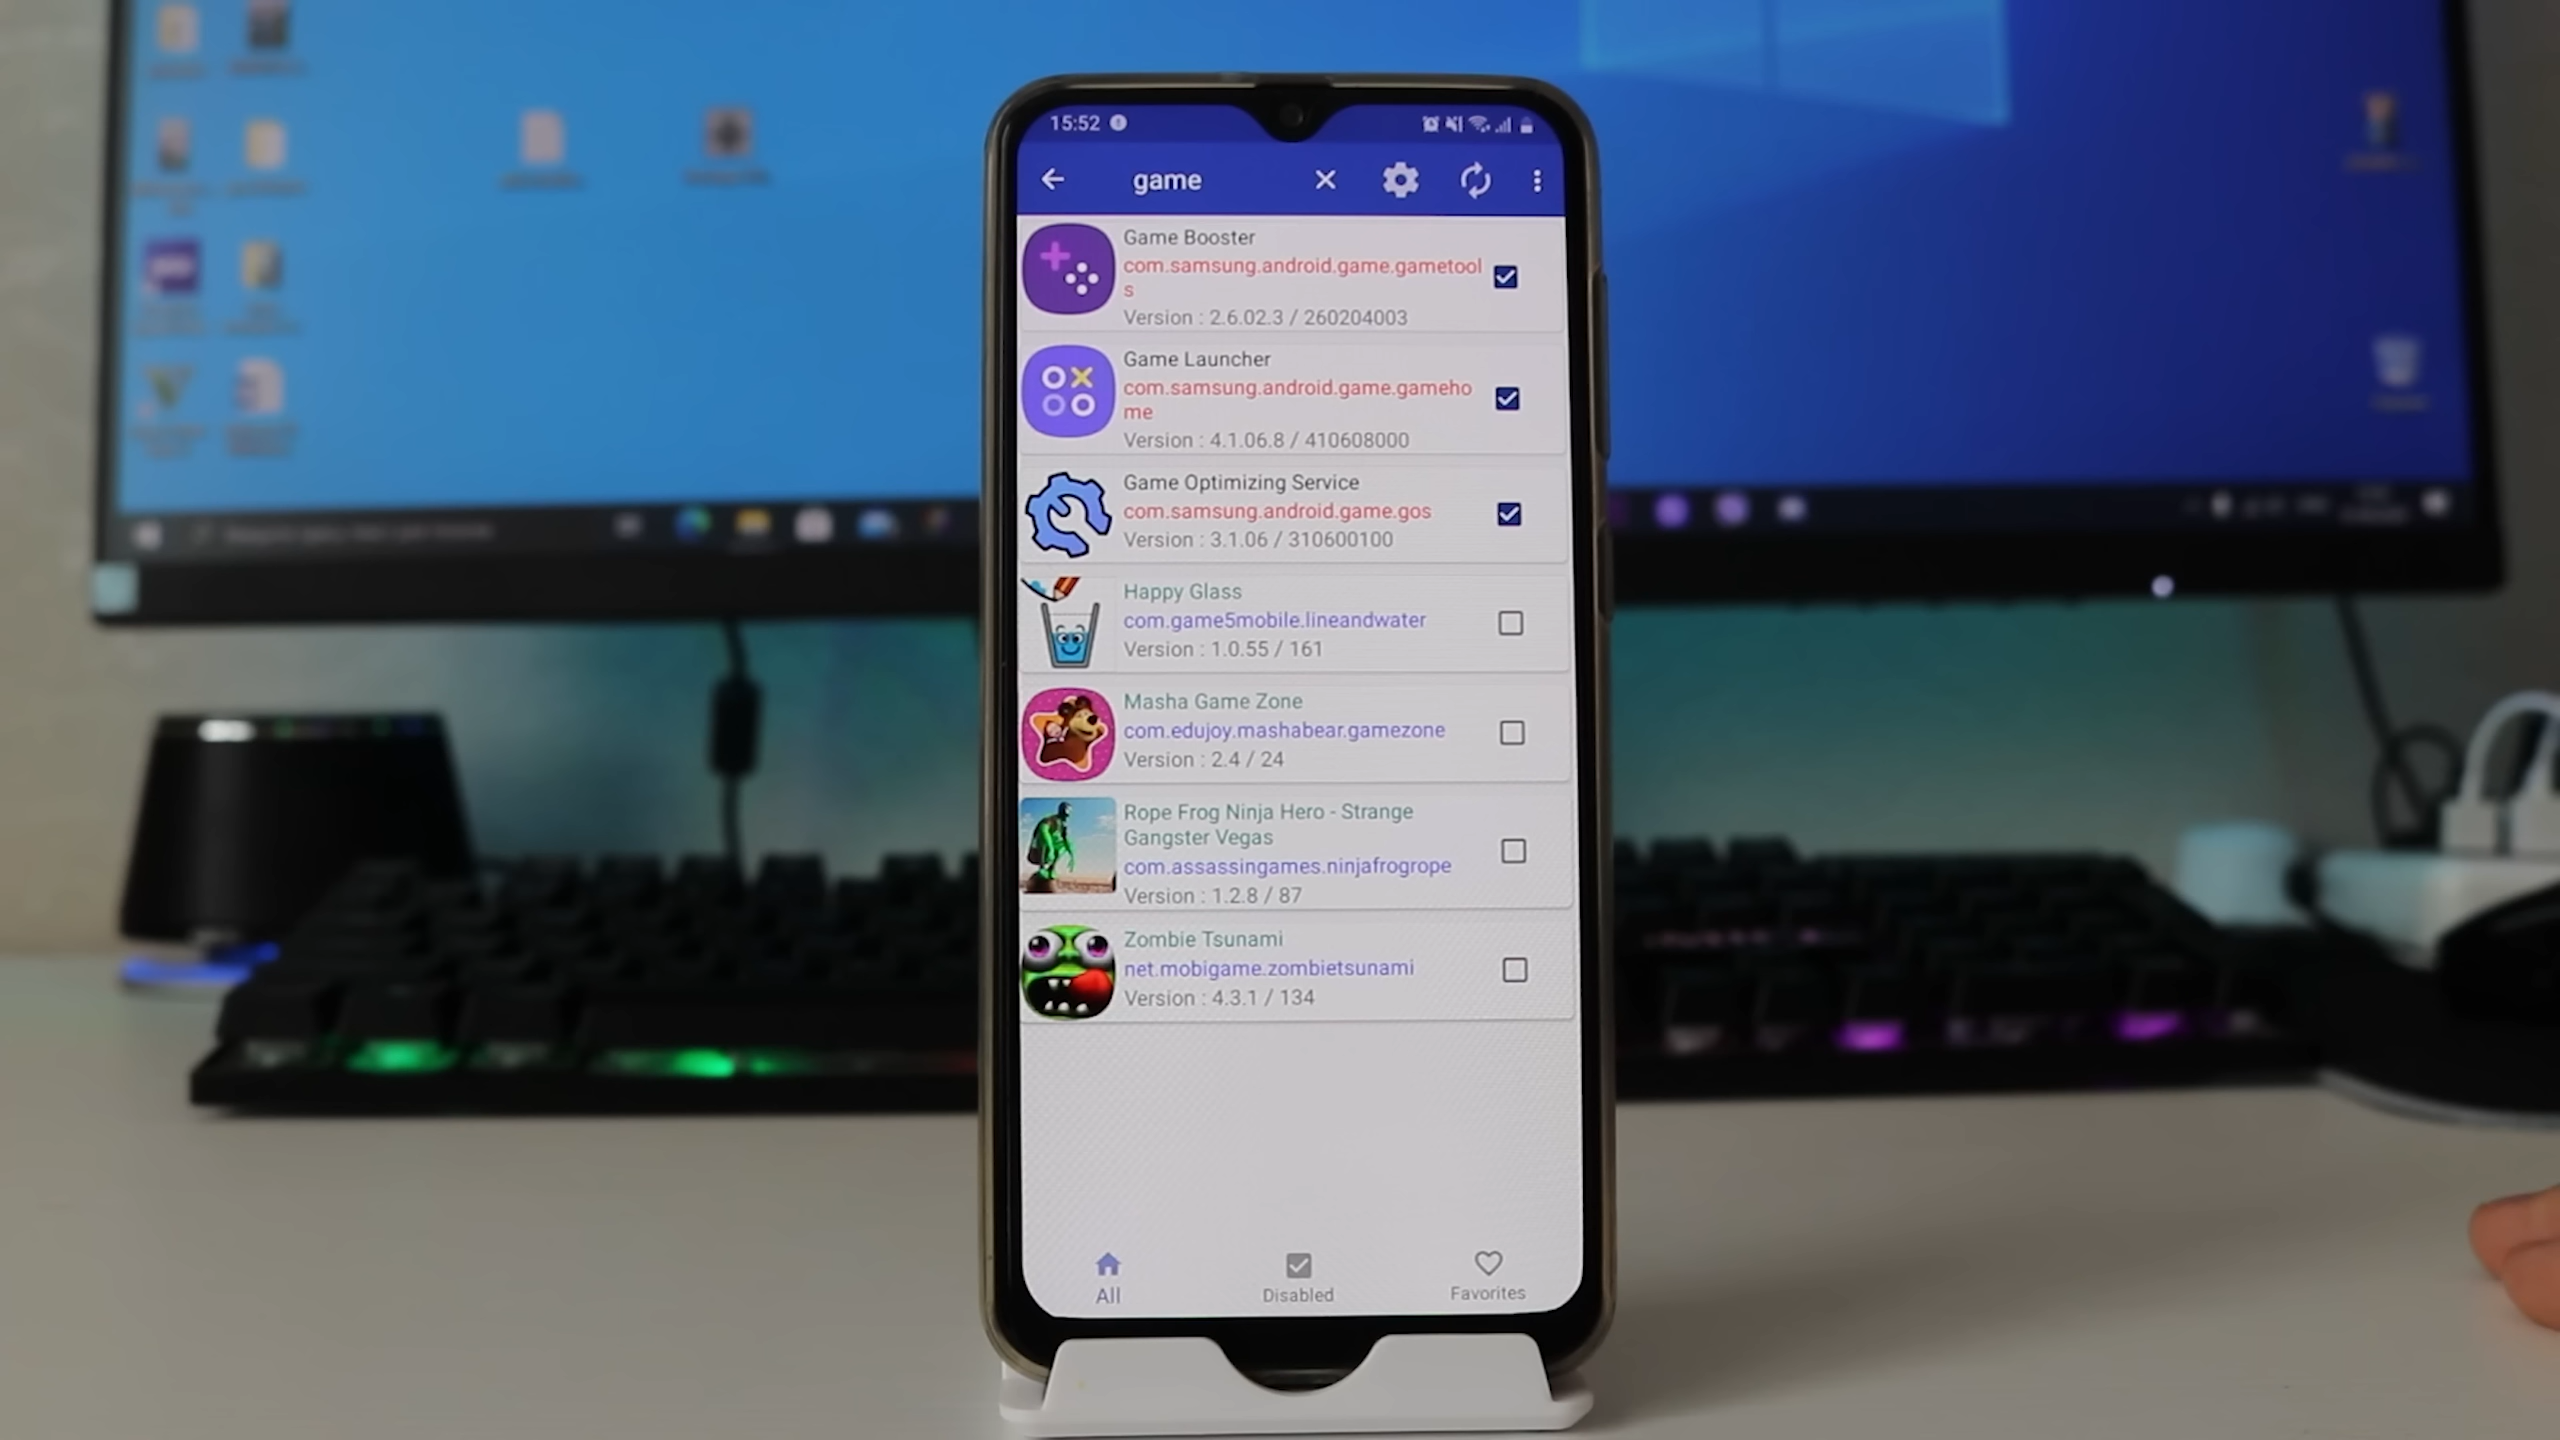 15:52
game
Game Booster
com.samsung.android.game.gametool
s
Version : 2.6.02.3 / 260204003
Game Launcher
com.samsung.android.game.gameho
me
Version : 4.1.06.8 / 410608000
Game Optimizing Service
com.samsung.android.game.gos
Version : 3.1.06 / 310600100
Happy Glass
com.game5mobile.lineandwater
Version : 1.0.55 / 161
Masha Game Zone
com.edujoy.mashabear.gamezone
Version : 2.4 / 24
Rope Frog Ninja Hero - Strange
Gangster Vegas
com.assassingames.ninjafrogrope
Version : 1.2.8 / 87
Zombie Tsunami
net.mobigame.zombietsunami
Version : 4.3.1 / 134
All
Disabled
Favorites